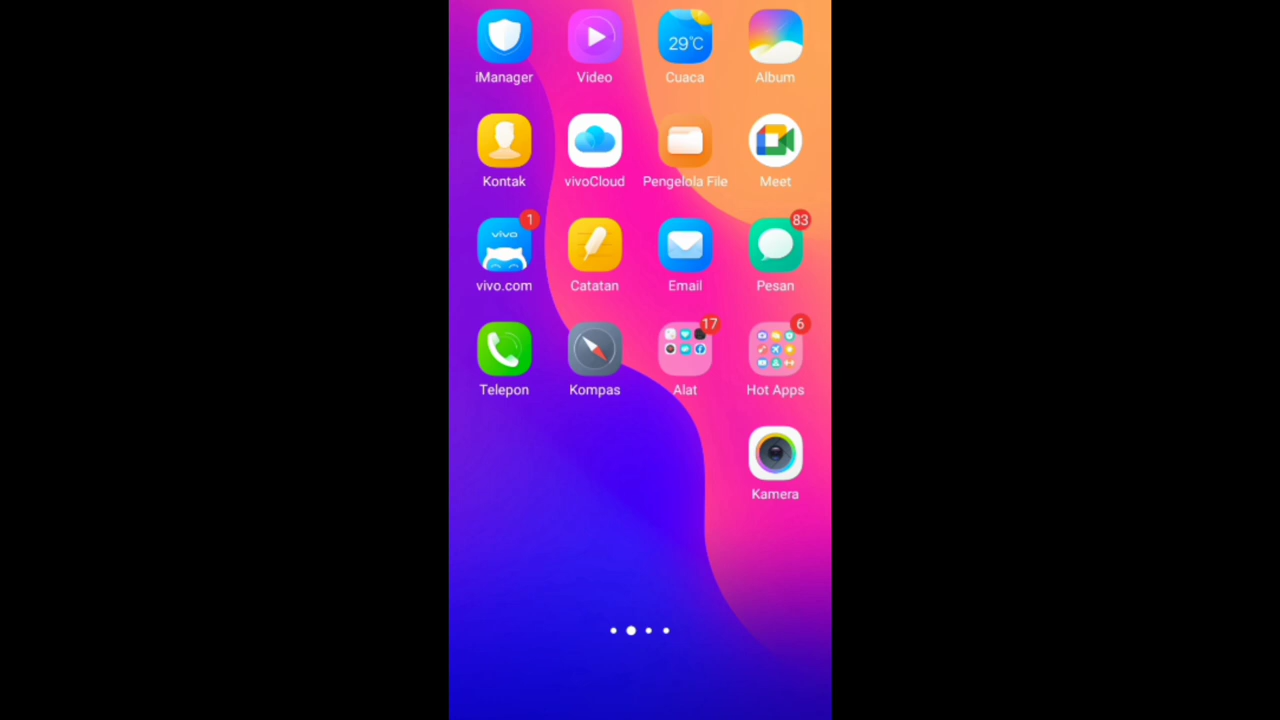 29°C
iManager
Video
Cuaca
Album
Kontak
vivoCloud
Pengelola File
Meet
1
vivo
83
vivo.com
Catatan
Email
Pesan
17
6
Telepon
Kompas
Alat
Hot Apps
Kamera